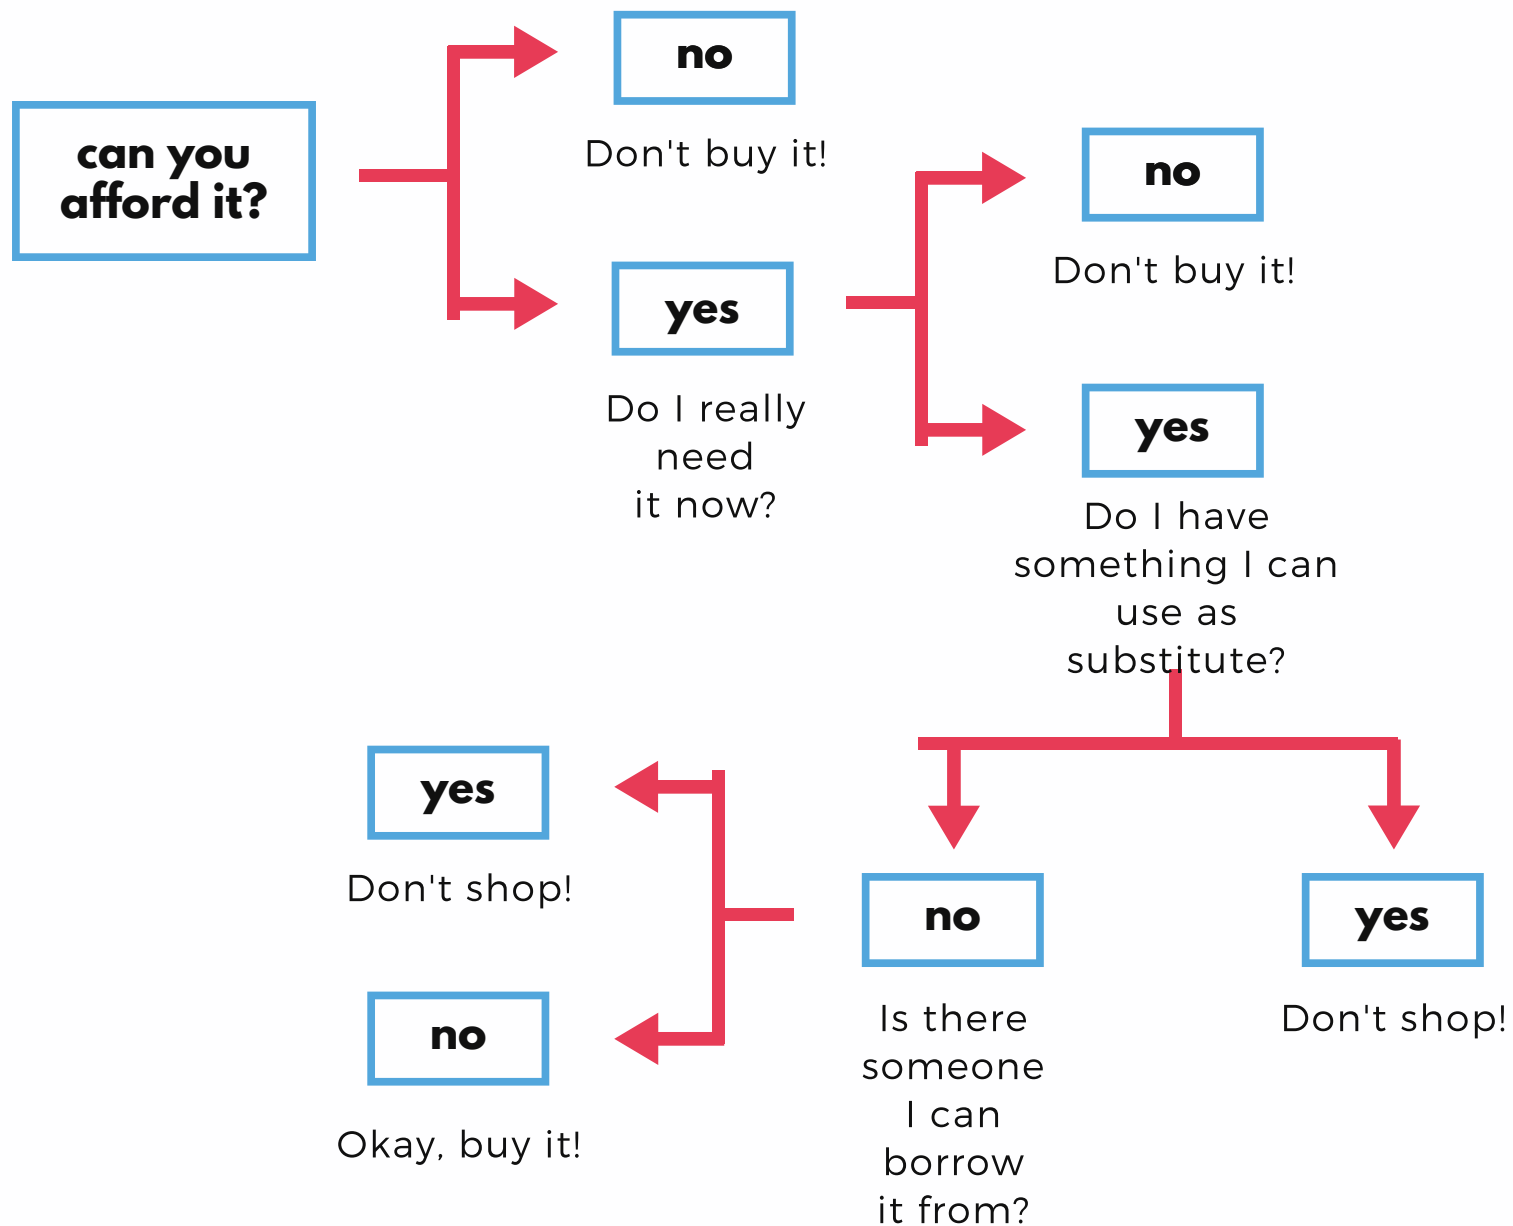 can you
afford it?
no
Don't buy it!
yes
Do I really
need
it now?
no
Don't buy it!
yes
Do I have
something I can
use as
substitute?
no
Is there
someone
I can
borrow
it from?
yes
Don't shop!
yes
Don't shop!
no
Okay, buy it!